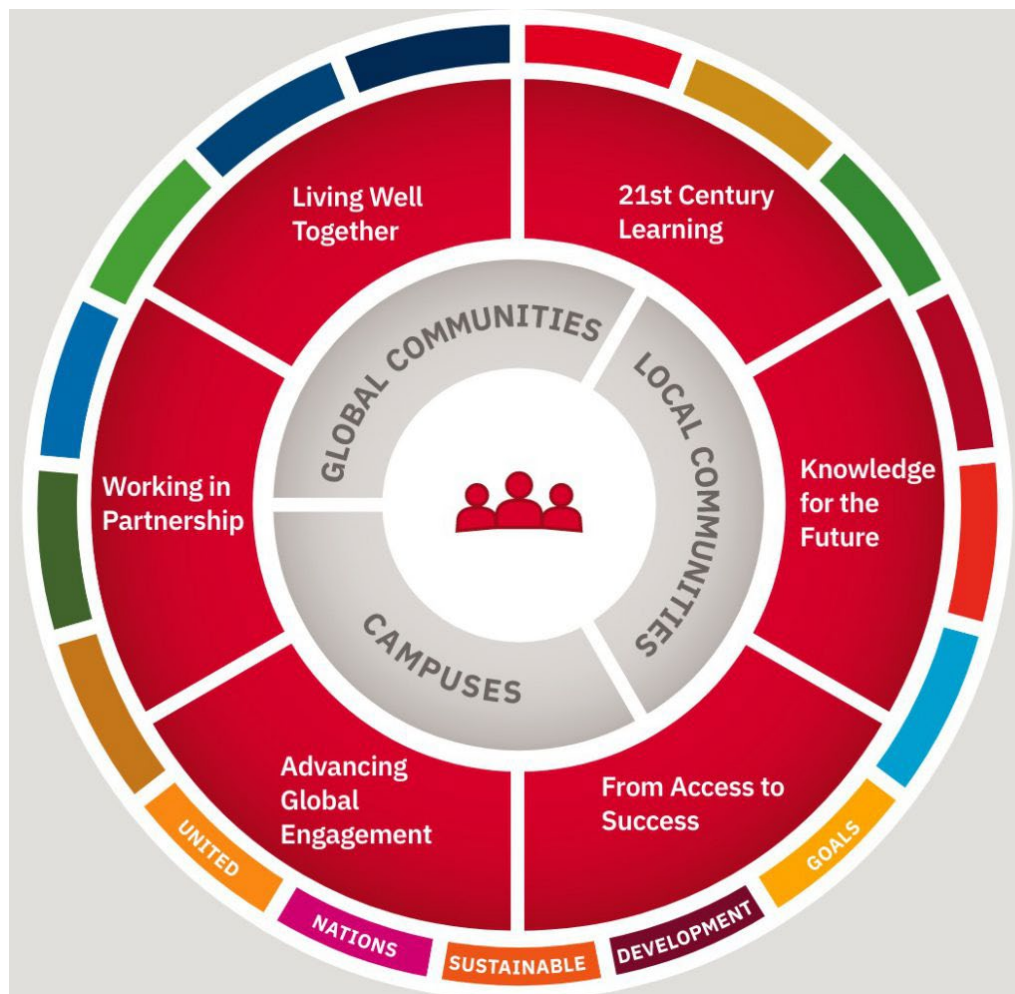 Living Well
Together
21st Century
Learning
GLOBAL COMMUNITIES
LOCAL COMMUNITIES
Working in
Partnership
Knowledge
for the
Future
CAMPUSES
Advancing
Global
Engagement
From Access to
Success
UNITED
NATIONS
SUSTAINABLE
DEVELOPMENT
GOALS